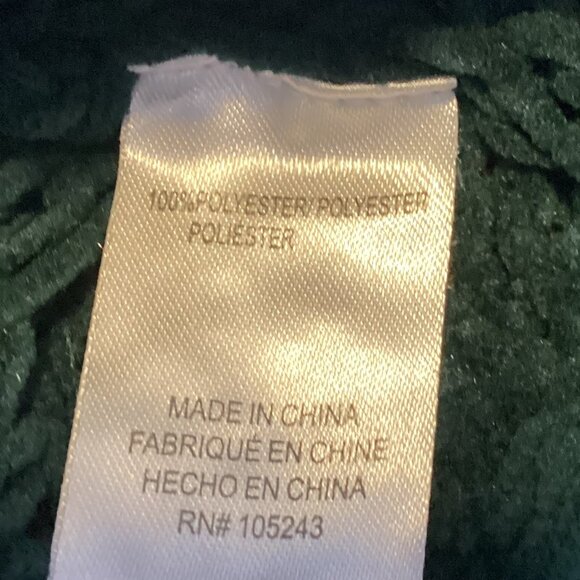 100%POLYESTER/POLYESTER
POLIESTER
MADE IN CHINA
FABRIQUÉ EN CHINE
HECHO EN CHINA
RN# 105243